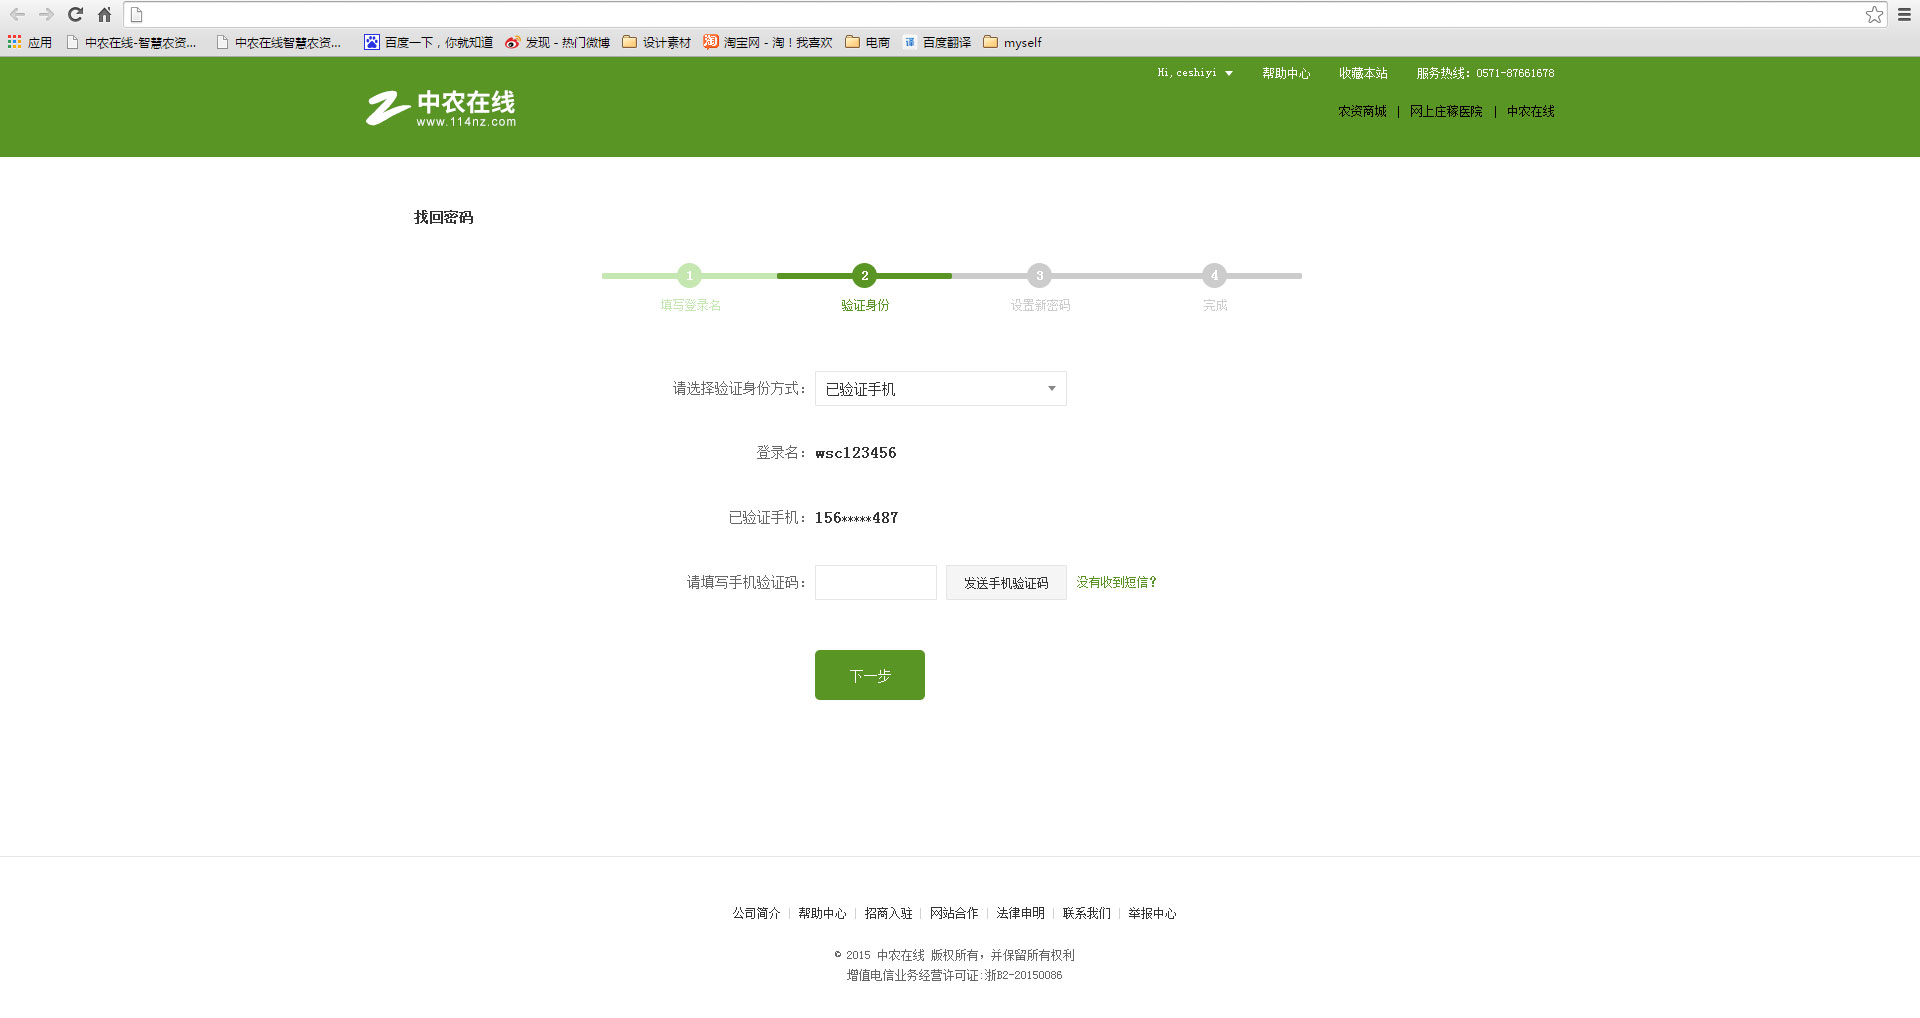 应用 中农在线-智慧农资... 中农在线智慧农资... 百度一下，你就知道 发现 - 热门微博 设计素材 淘宝网 - 淘！我喜欢 电商 百度翻译 myself
Hi,ceshiyi 帮助中心 收藏本站 服务热线：0571-87661678
中农在线
www.114nz.com
农资商城 | 网上庄稼医院 | 中农在线
找回密码
1 2 3 4
填写登录名 验证身份 设置新密码 完成
请选择验证身份方式： 已验证手机
登录名： wsc123456
已验证手机： 156*****487
请填写手机验证码： 发送手机验证码 没有收到短信？
下一步
公司简介 | 帮助中心 | 招商入驻 | 网站合作 | 法律申明 | 联系我们 | 举报中心
© 2015 中农在线 版权所有，并保留所有权利
增值电信业务经营许可证:浙B2-20150086